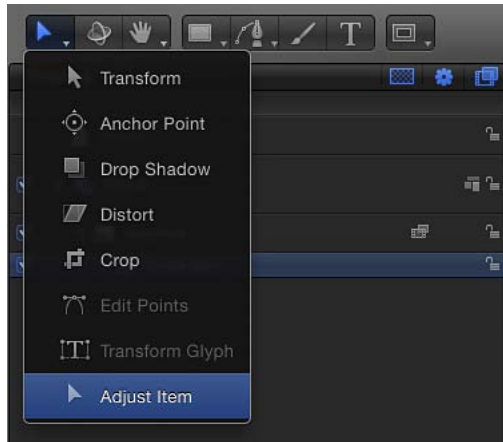 T
Transform
Anchor Point
Drop Shadow
Distort
Crop
Edit Points
Transform Glyph
Adjust Item